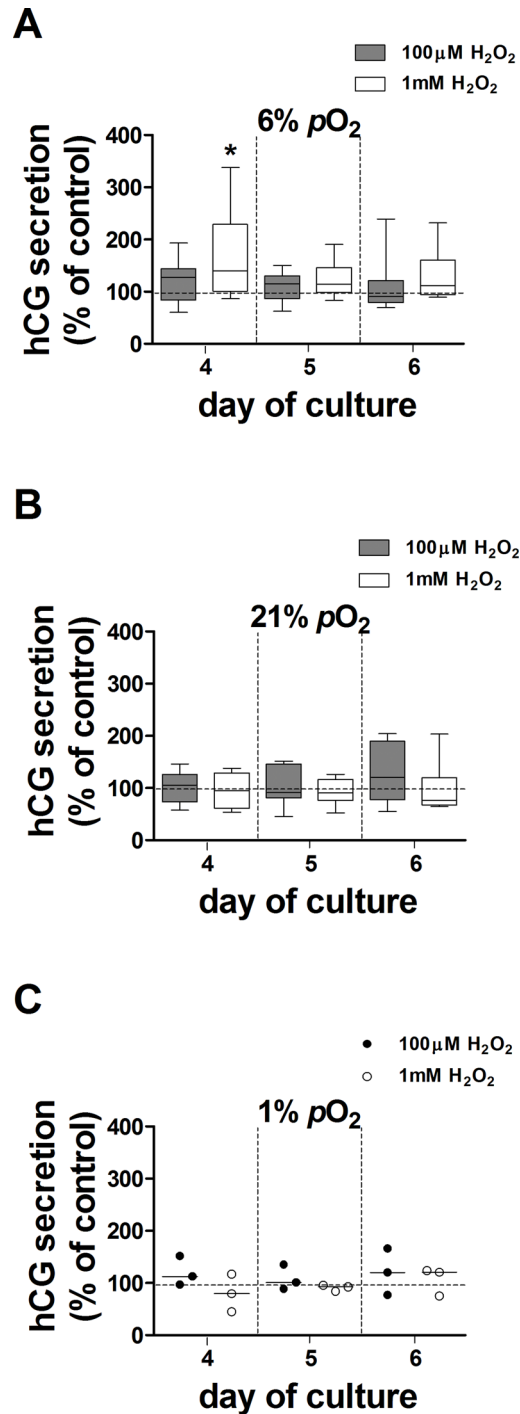 A
100μM H₂O₂
1mM H₂O₂
6% pO₂
hCG secretion
(% of control)
400
300
200
100
0
*
4 5 6
day of culture
B
100μM H₂O₂
1mM H₂O₂
21% pO₂
hCG secretion
(% of control)
400
300
200
100
0
4 5 6
day of culture
C
100μM H₂O₂
1mM H₂O₂
1% pO₂
hCG secretion
(% of control)
400
300
200
100
0
4 5 6
day of culture